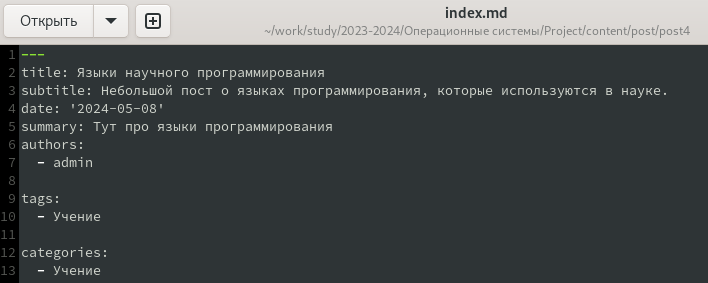 Открыть
index.md
~/work/study/2023-2024/Операционные системы/Project/content/post/post4
1 ---
2 title: Языки научного программирования
3 subtitle: Небольшой пост о языках программирования, которые используются в науке.
4 date: '2024-05-08'
5 summary: Тут про языки программирования
6 authors:
7   - admin
8
9 tags:
10   - Учение
11
12 categories:
13   - Учение